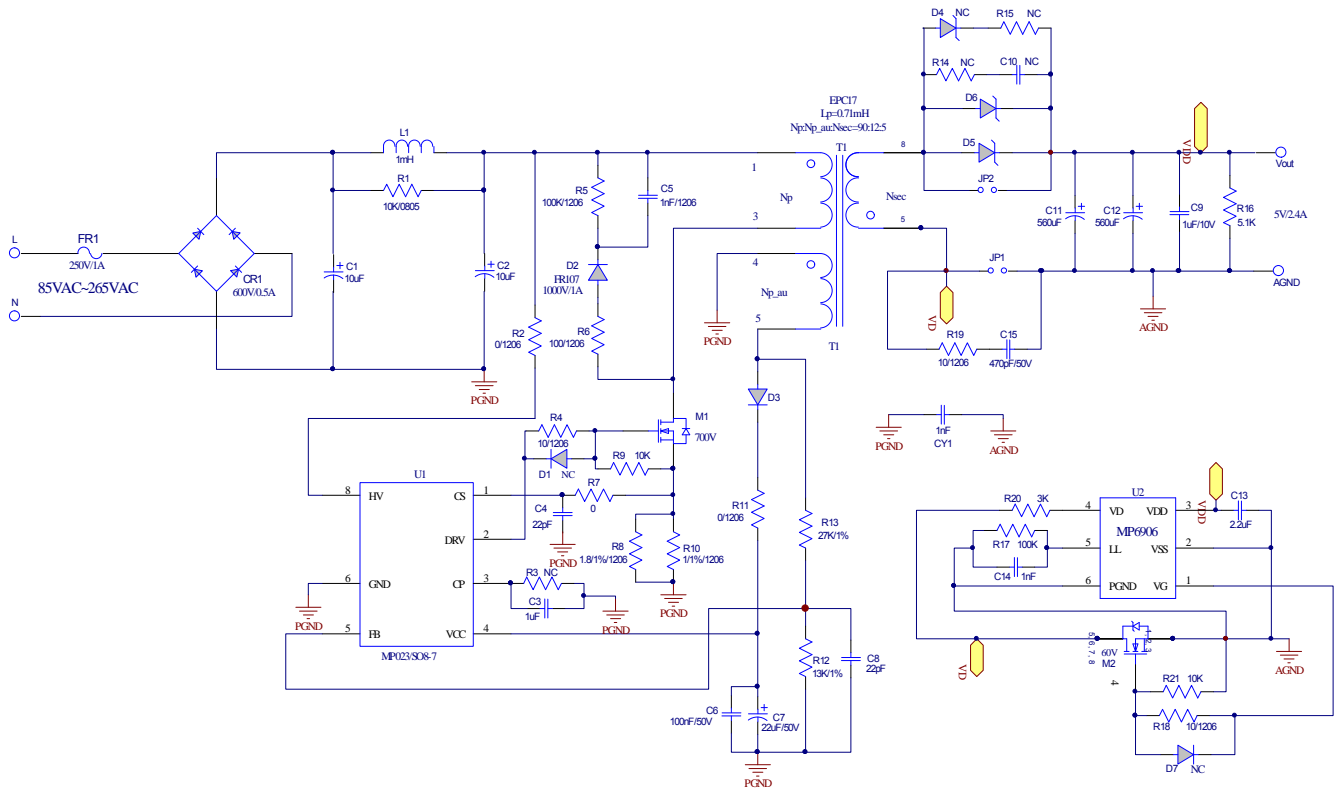 D4 NC
R15 NC
R14 NC
C10 NC
D6
D5
JP2
EPC17
Lp=0.71mH
Np:Np_au:Nsec=90:12:5
T1
1
Np
3
8
Nsec
5
4
Np_au
5
T1
L1
1mH
R1
10K/0805
L
FR1
250V/1A
85VAC~265VAC
N
CR1
600V/0.5A
C1
10uF
C2
10uF
PGND
R2
0/1206
R5
100K/1206
C5
1nF/1206
D2
FR107
1000V/1A
R6
100/1206
PGND
VDD
Vout
C11
560uF
C12
560uF
C9
1uF/10V
R16
5.1K
5V/2.4A
JP1
AGND
VD
AGND
R19
10/1206
C15
470pF/50V
PGND
1nF
CY1
AGND
M1
700V
R4
10/1206
D1 NC
R9 10K
R7
0
C4
22pF
PGND
R8
1.8/1%/1206
R10
1/1%/1206
PGND
U1
8 HV
CS 1
DRV 2
6 GND
CP 3
5 FB
VCC 4
MP023/SO8-7
PGND
R3 NC
C3
1uF
PGND
D3
R11
0/1206
R13
27K/1%
R12
13K/1%
C8
22pF
C6
100nF/50V
C7
22uF/50V
PGND
U2
MP6906
4 VD
VDD 3
5 LL
VSS 2
6 PGND
VG 1
R20 3K
R17 100K
C14 1nF
VDD
C13
2.2uF
5, 6, 7, 8
1, 2, 3
60V
M2
4
VD
AGND
R21 10K
R18 10/1206
D7 NC